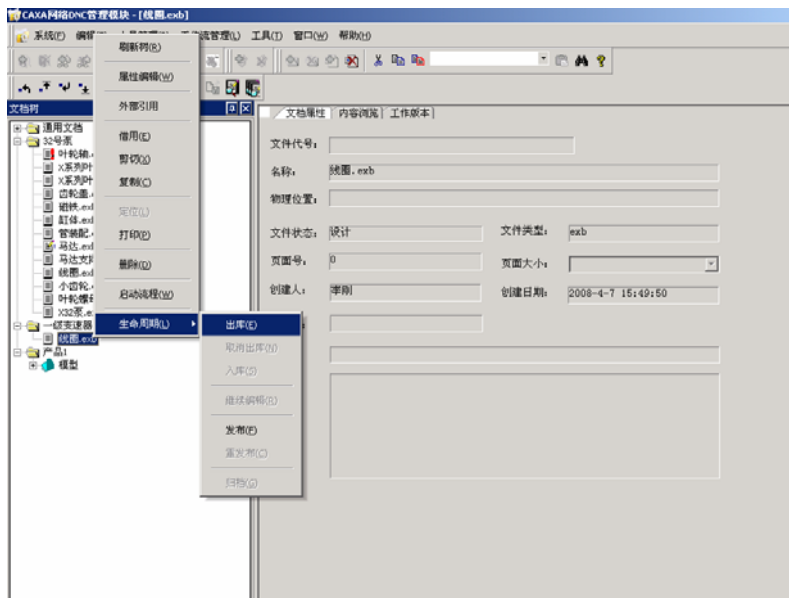 CAXA网络DNC管理模块 - [线圈.exb]
系统(F) 编辑 流管理(L) 工具(T) 窗口(W) 帮助(H)
文档树
通用文档
32号泵
叶轮轴.
X系列叶
X系列叶
齿轮盖.
磁铁.exb
缸体.exb
管装配.
马达.exb
马达支
线圈.exb
小齿轮.
叶轮螺母
X32泵.e
一级变速器
线圈.exb
产品1
模型
刷新树(R)
属性编辑(W)
外部引用
借用(E)
剪切(X)
复制(C)
定位(L)
打印(P)
删除(D)
启动流程(W)
生命周期(L)
出库(E)
取消出库(N)
入库(S)
继续编辑(R)
发布(F)
重发布(C)
归档(G)
文档属性 内容浏览 工作版本
文件代号:
名称: 线圈.exb
物理位置:
文件状态: 设计 文件类型: exb
页面号: 0 页面大小:
创建人: 李刚 创建日期: 2008-4-7 15:49:50